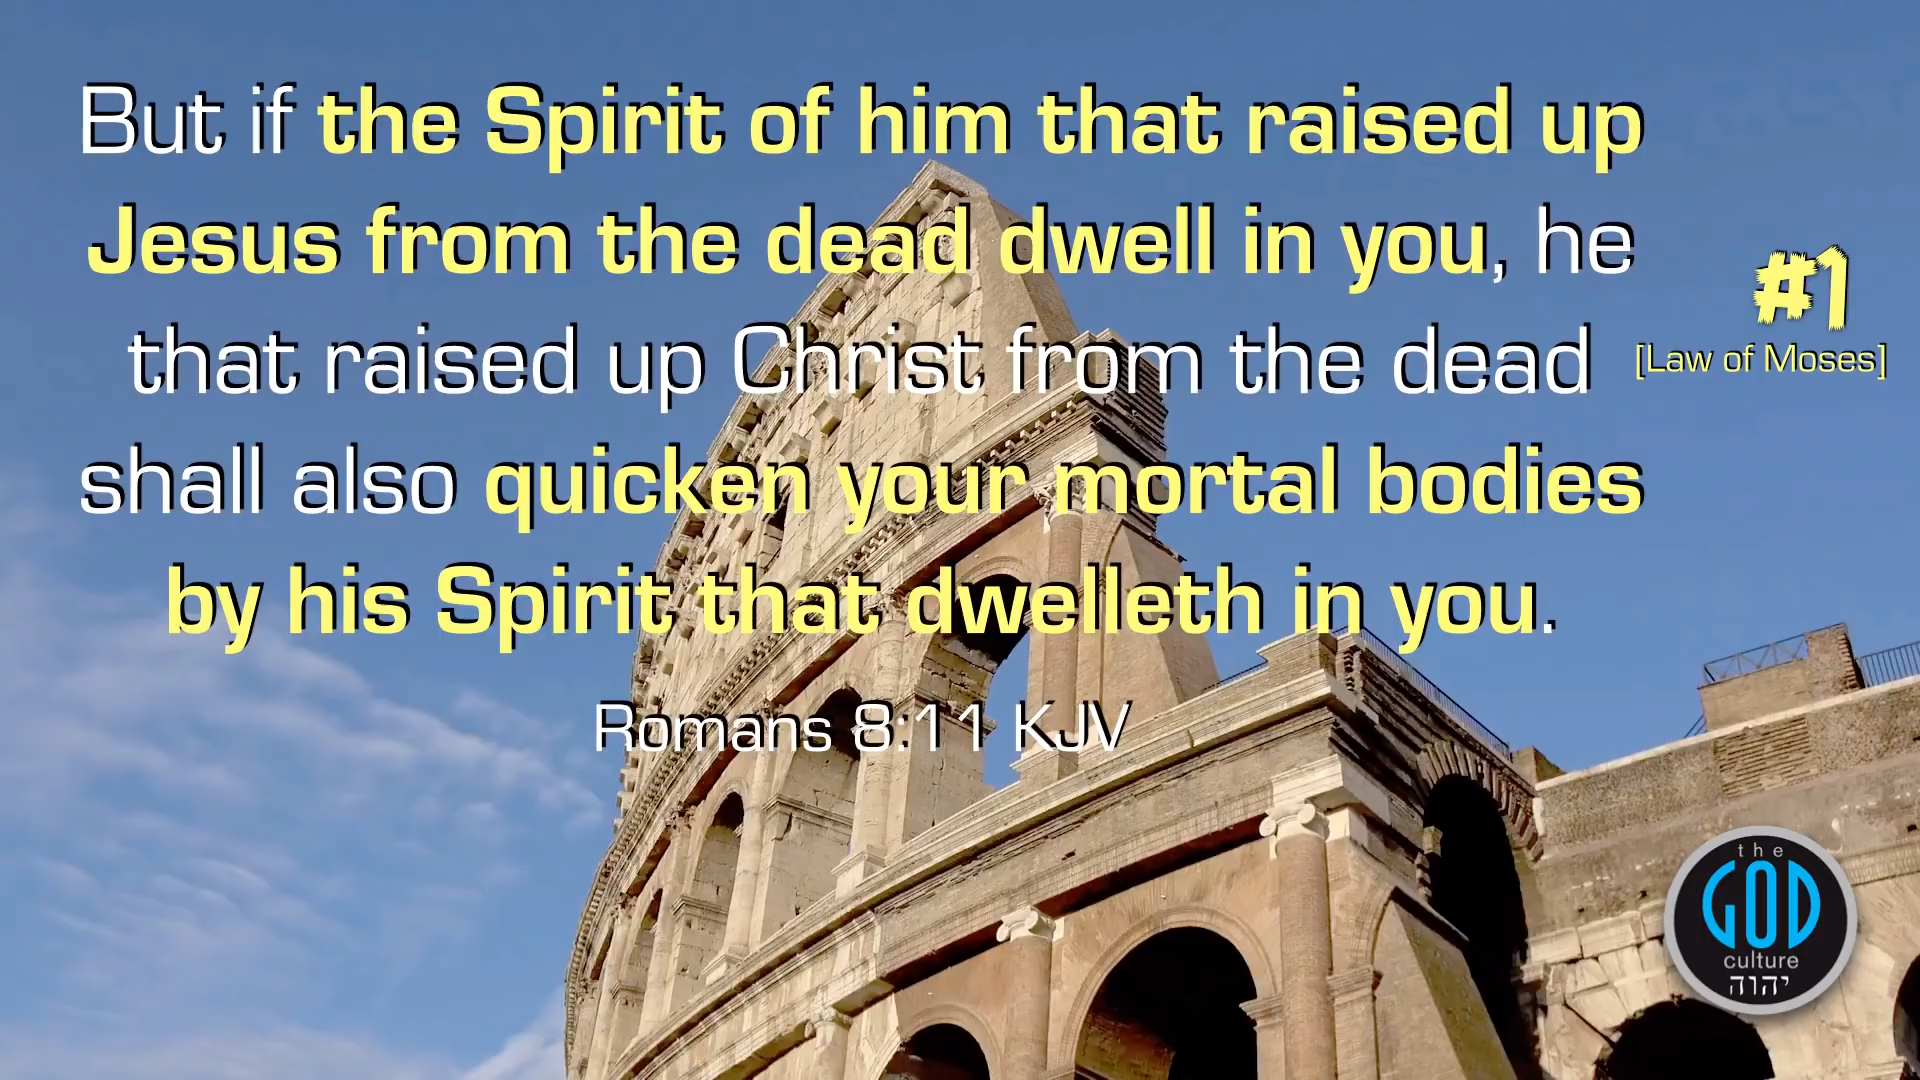 But if the Spirit of him that raised up
Jesus from the dead dwell in you, he
that raised up Christ from the dead
shall also quicken your mortal bodies
by his Spirit that dwelleth in you.
Romans 8:11 KJV
#1
[Law of Moses]
the
GOD
culture
יהוה